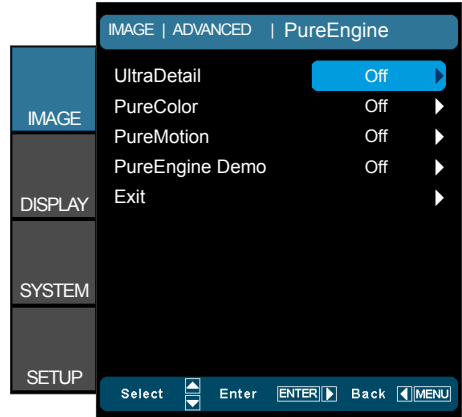 IMAGE | ADVANCED | PureEngine
IMAGE
DISPLAY
SYSTEM
SETUP
UltraDetail Off
PureColor Off
PureMotion Off
PureEngine Demo Off
Exit
Select Enter ENTER Back MENU